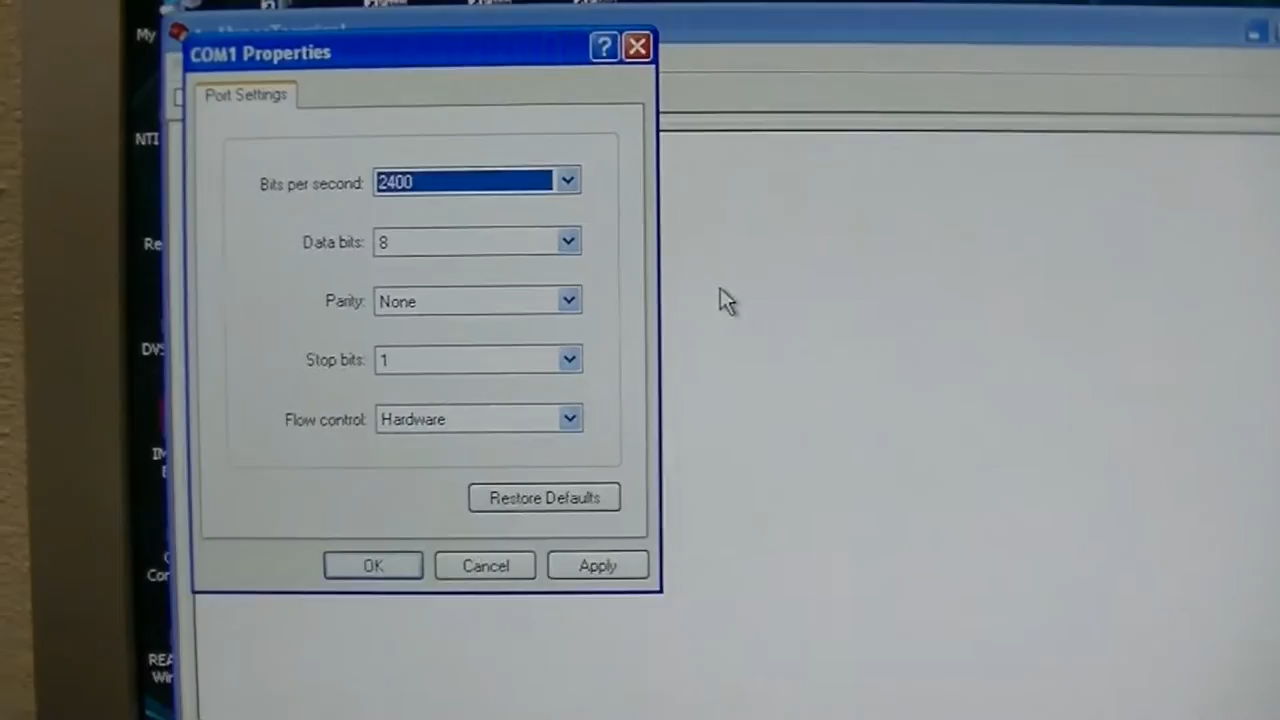 My
COM1 Properties
Port Settings
NTI
Bits per second: 2400
Re
Data bits: 8
Parity: None
DVS
Stop bits: 1
Flow control: Hardware
Restore Defaults
OK Cancel Apply
Con
REA
Win